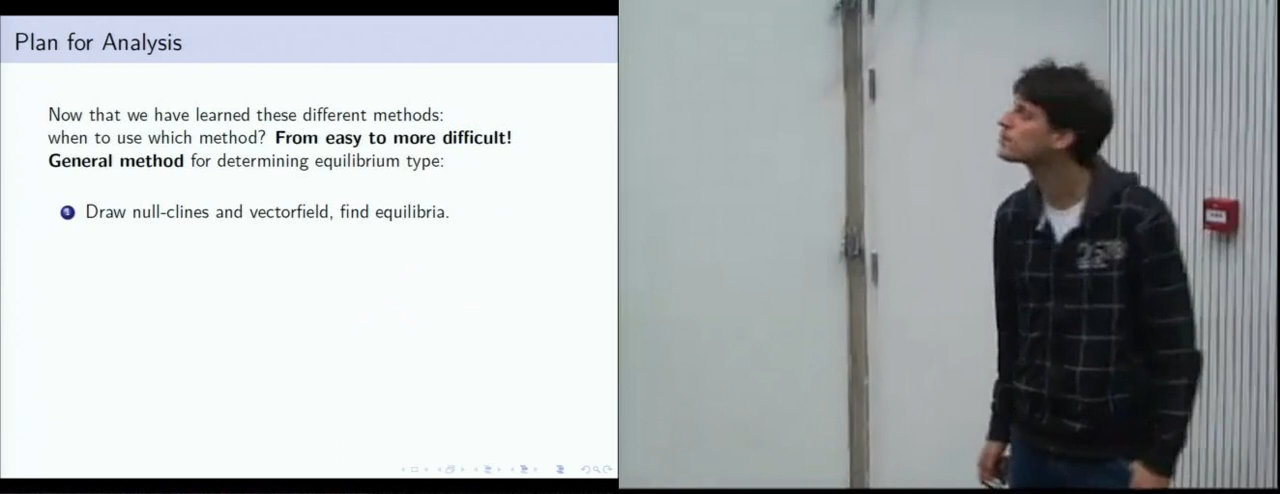 Plan for Analysis
Now that we have learned these different methods:
when to use which method? From easy to more difficult!
General method for determining equilibrium type:
1 Draw null-clines and vectorfield, find equilibria.